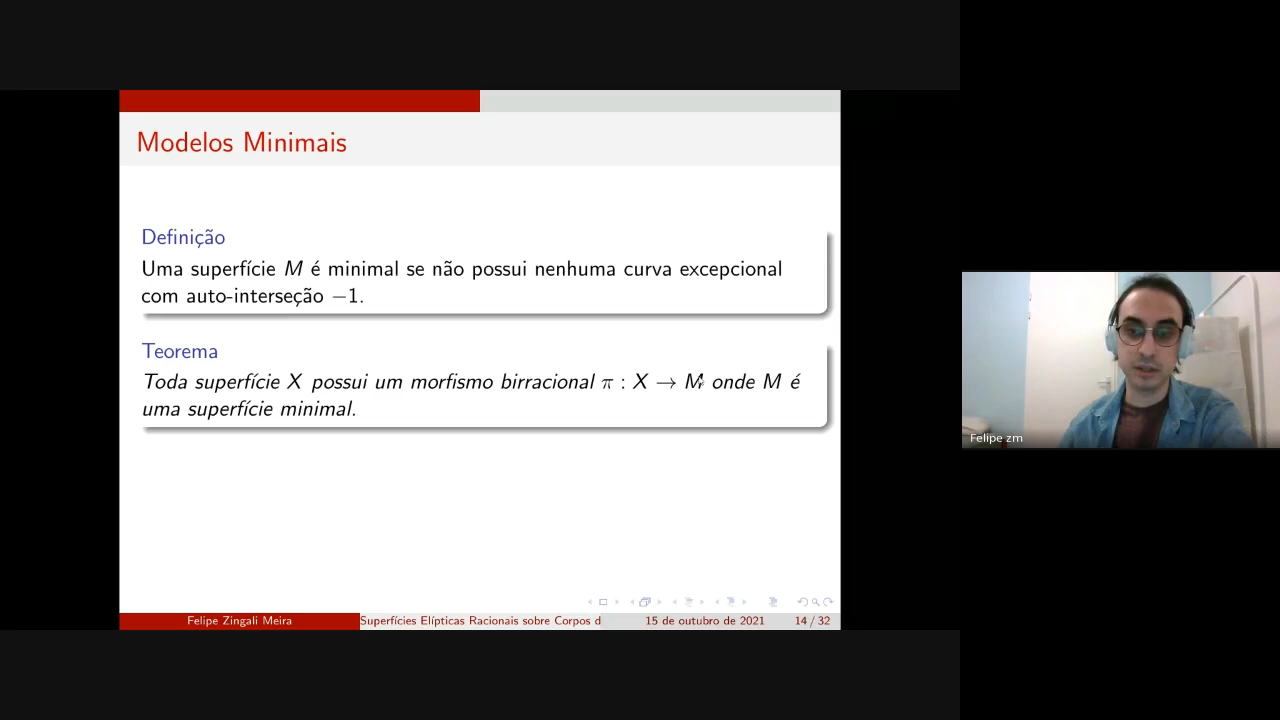 Modelos Minimais
Definição
Uma superfície M é minimal se não possui nenhuma curva excepcional
com auto-interseção −1.
Teorema
Toda superfície X possui um morfismo birracional π : X → M onde M é
uma superfície minimal.
Felipe zm
Felipe Zingali Meira
Superfícies Elípticas Racionais sobre Corpos d
15 de outubro de 2021
14 / 32